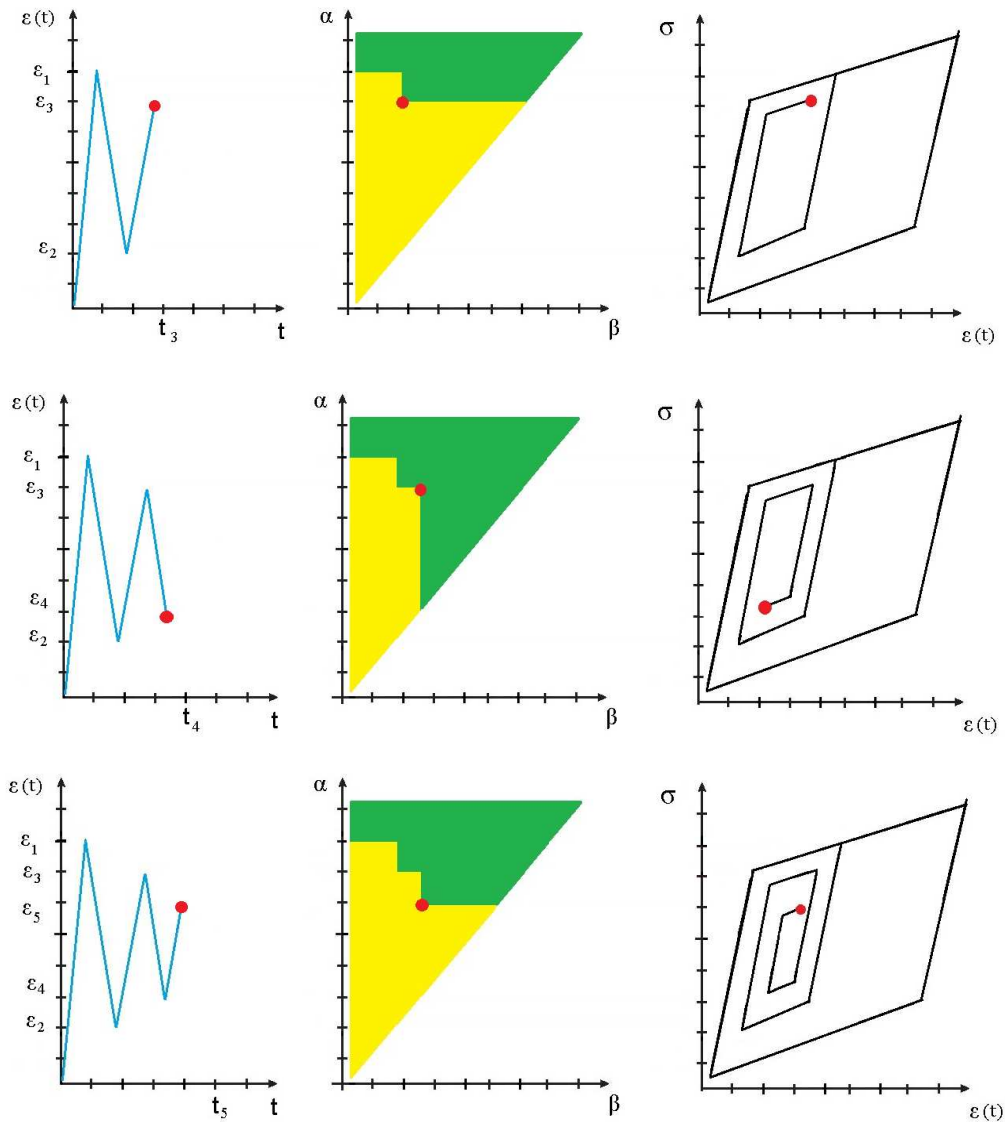 ε(t) α σ
ε₁
ε₃
ε₂
t₃ t β ε(t)
ε(t) α σ
ε₁
ε₃
ε₄
ε₂
t₄ t β ε(t)
ε(t) α σ
ε₁
ε₃
ε₅
ε₄
ε₂
t₅ t β ε(t)